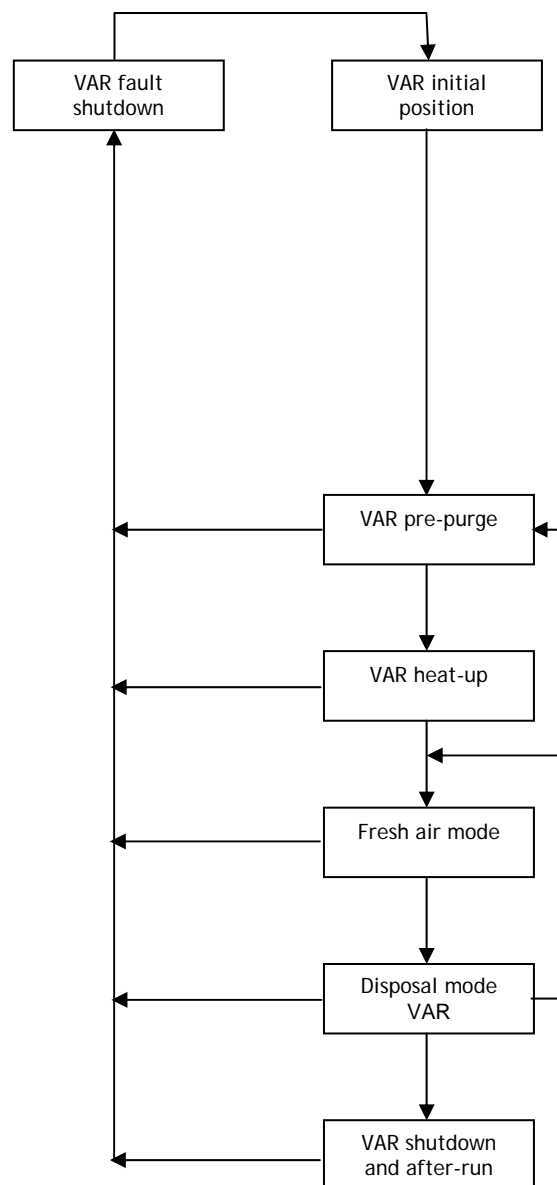 VAR fault
shutdown
VAR initial
position
VAR pre-purge
VAR heat-up
Fresh air mode
Disposal mode
VAR
VAR shutdown
and after-run